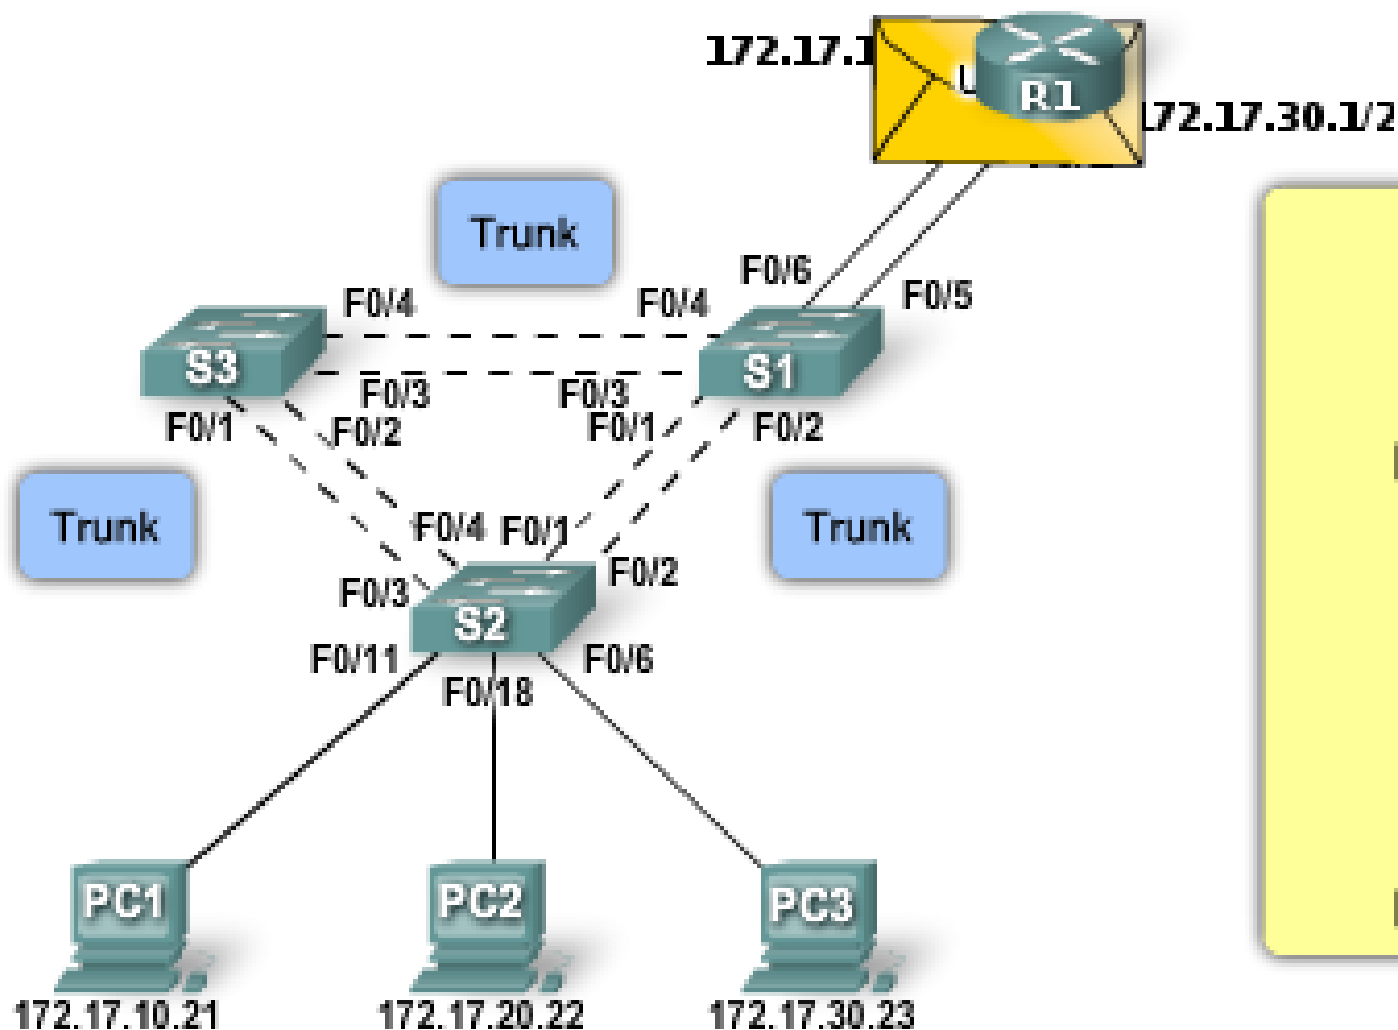 172.17.1
R1
172.17.30.1/2
Trunk
F0/6
F0/5
F0/4
F0/4
S3
S1
F0/3
F0/3
F0/1
F0/2
F0/1
F0/2
Trunk
Trunk
F0/4
F0/1
F0/3
F0/2
S2
F0/11
F0/18
F0/6
PC1
PC2
PC3
172.17.10.21
172.17.20.22
172.17.30.23